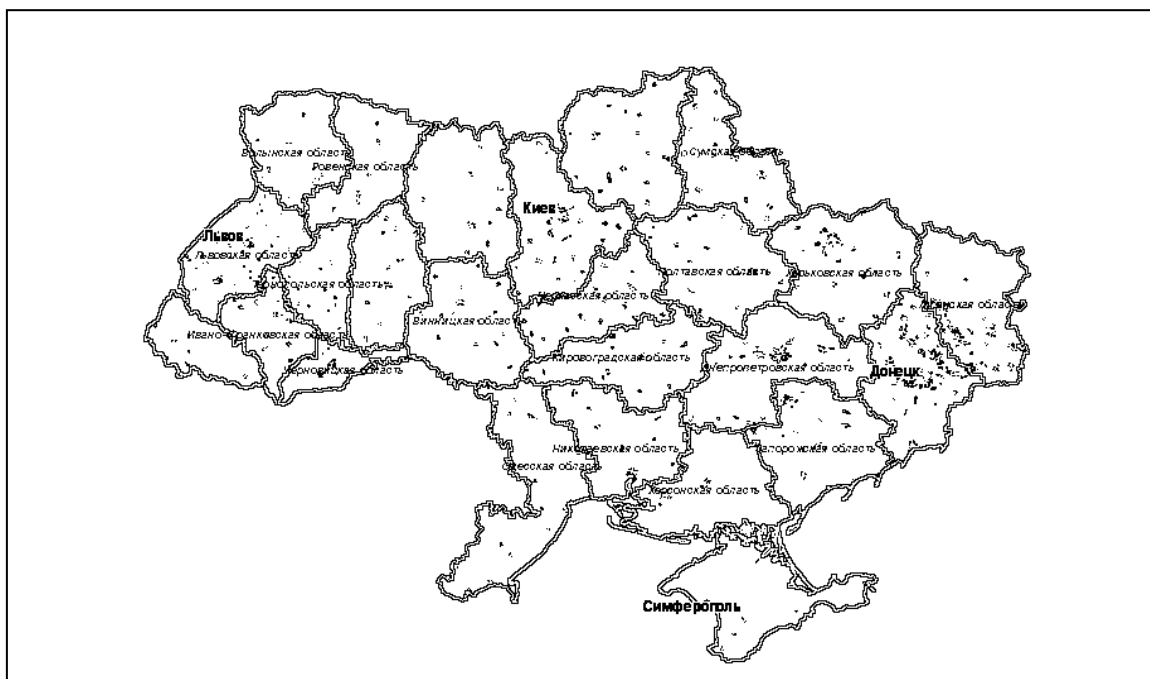 Волынская область
Ровенская область
Сумская область
Киев
Львов
Львовская область
Тернопольская область
Полтавская область
Харьковская область
Черкасская область
Луганская область
Винницкая область
Ивано-Франковская область
Кировоградская область
Черновицкая область
Днепропетровская область
Донецк
Николаевская область
Запорожская область
Одесская область
Херсонская область
Симферополь